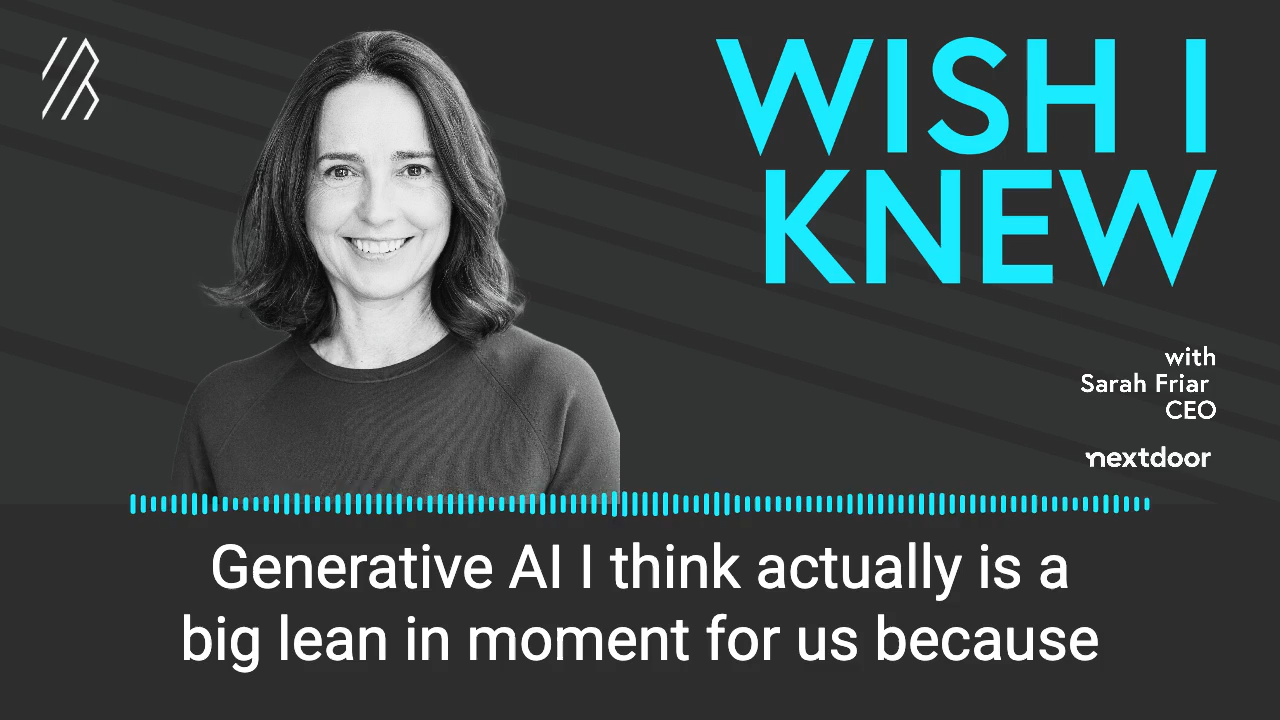 WISH I
KNEW
with
Sarah Friar
CEO
nextdoor
Generative AI I think actually is a
big lean in moment for us because